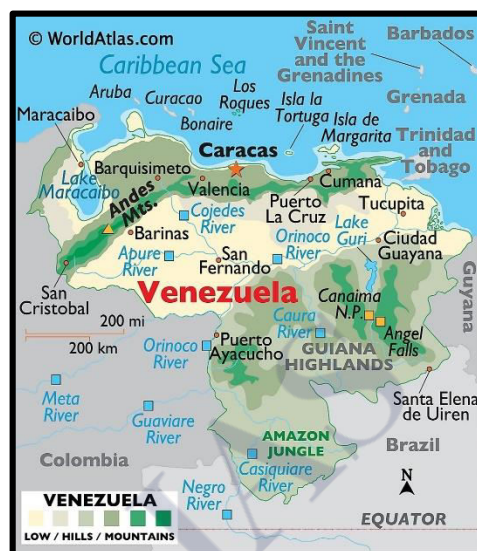 © WorldAtlas.com
Saint
Vincent and the
Grenadines
Barbados
Caribbean Sea
Grenada
Aruba
Curacao
Bonaire
Los
Roques
Isla la
Tortuga
Isla de
Margarita
Trinidad
and
Tobago
Maracaibo
Caracas
Lake
Maracaibo
Barquisimeto
Valencia
Puerto
La Cruz
Cumana
Andes
Mts.
Cojedes
River
Tucupita
Barinas
Orinoco
River
Lake
Guri
Ciudad
Guayana
Apure
River
San
Fernando
San
Cristobal
Venezuela
Canaima
N.P.
Guyana
200 mi
200 km
Caura
River
Angel
Falls
Orinoco
River
Puerto
Ayacucho
GUIANA
HIGHLANDS
Meta
River
Guaviare
River
Santa Elena
de Uiren
AMAZON
JUNGLE
Brazil
Colombia
Casiquiare
River
Negro
River
N
VENEZUELA
LOW / HILLS / MOUNTAINS
EQUATOR